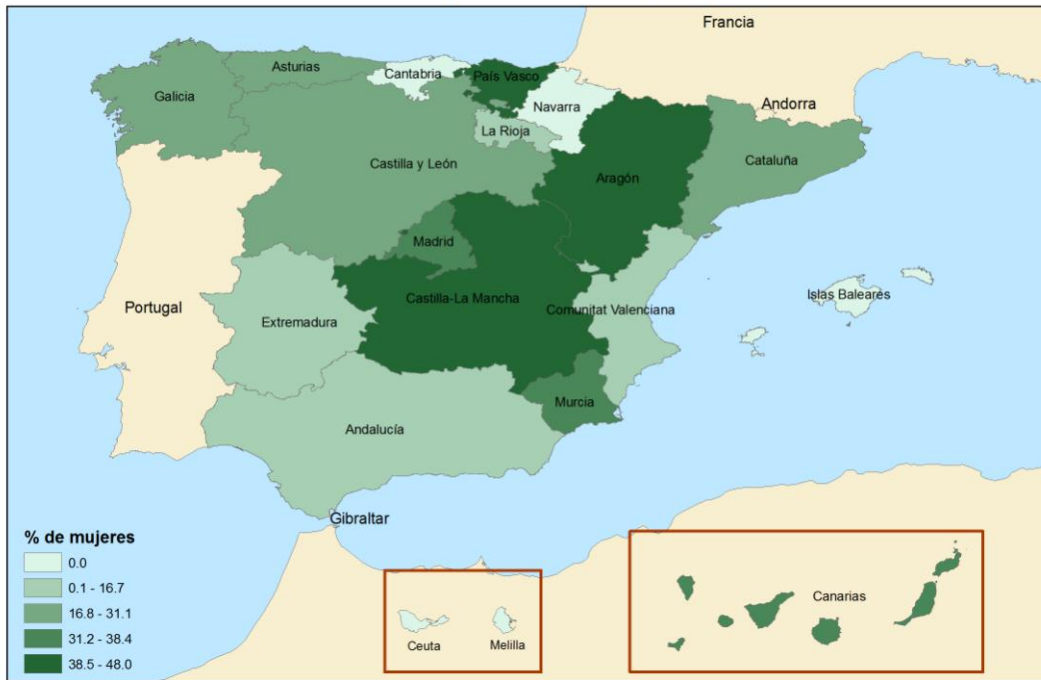 Francia
Asturias
Cantabria
País Vasco
Galicia
Navarra
Andorra
La Rioja
Castilla y León
Cataluña
Aragón
Madrid
Portugal
Castilla-La Mancha
Islas Baleares
Comunitat Valenciana
Extremadura
Murcia
Andalucía
Gibraltar
% de mujeres
0.0
0.1 - 16.7
16.8 - 31.1
31.2 - 38.4
38.5 - 48.0
Ceuta
Melilla
Canarias